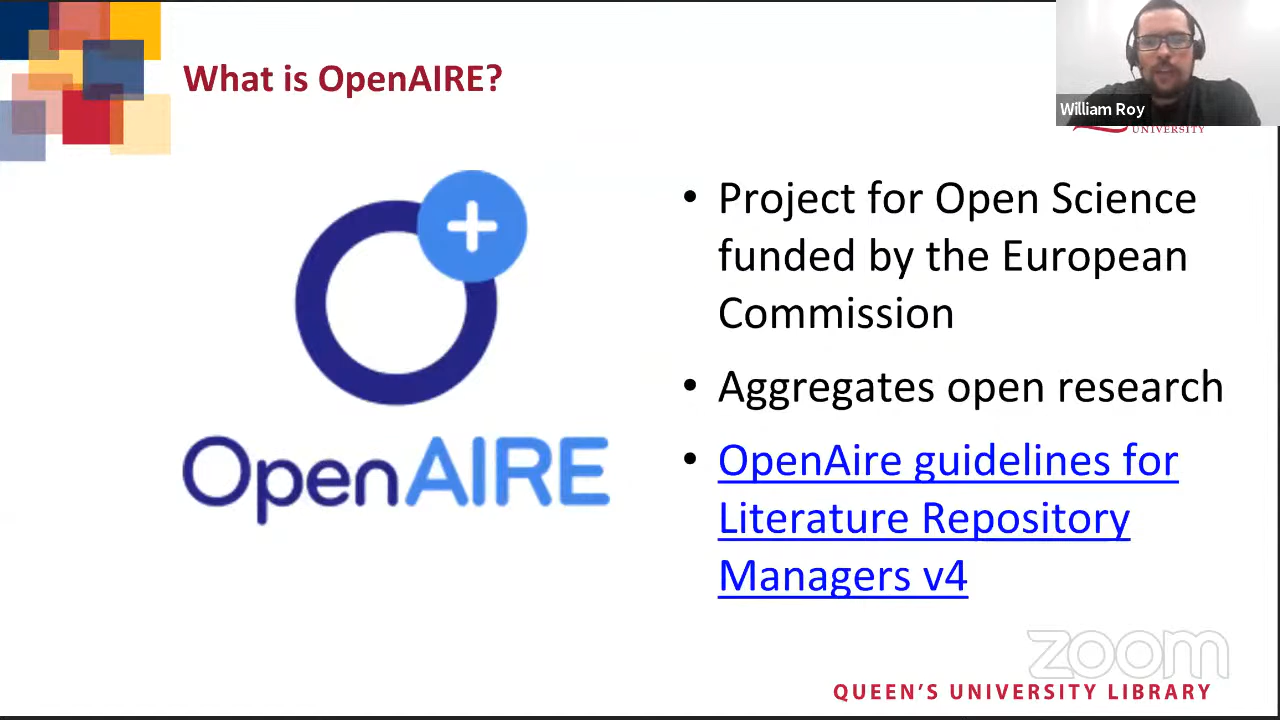 What is OpenAIRE?
William Roy
UNIVERSITY
OpenAIRE
• Project for Open Science
funded by the European
Commission
• Aggregates open research
• OpenAire guidelines for
Literature Repository
Managers v4
zoom
QUEEN'S UNIVERSITY LIBRARY